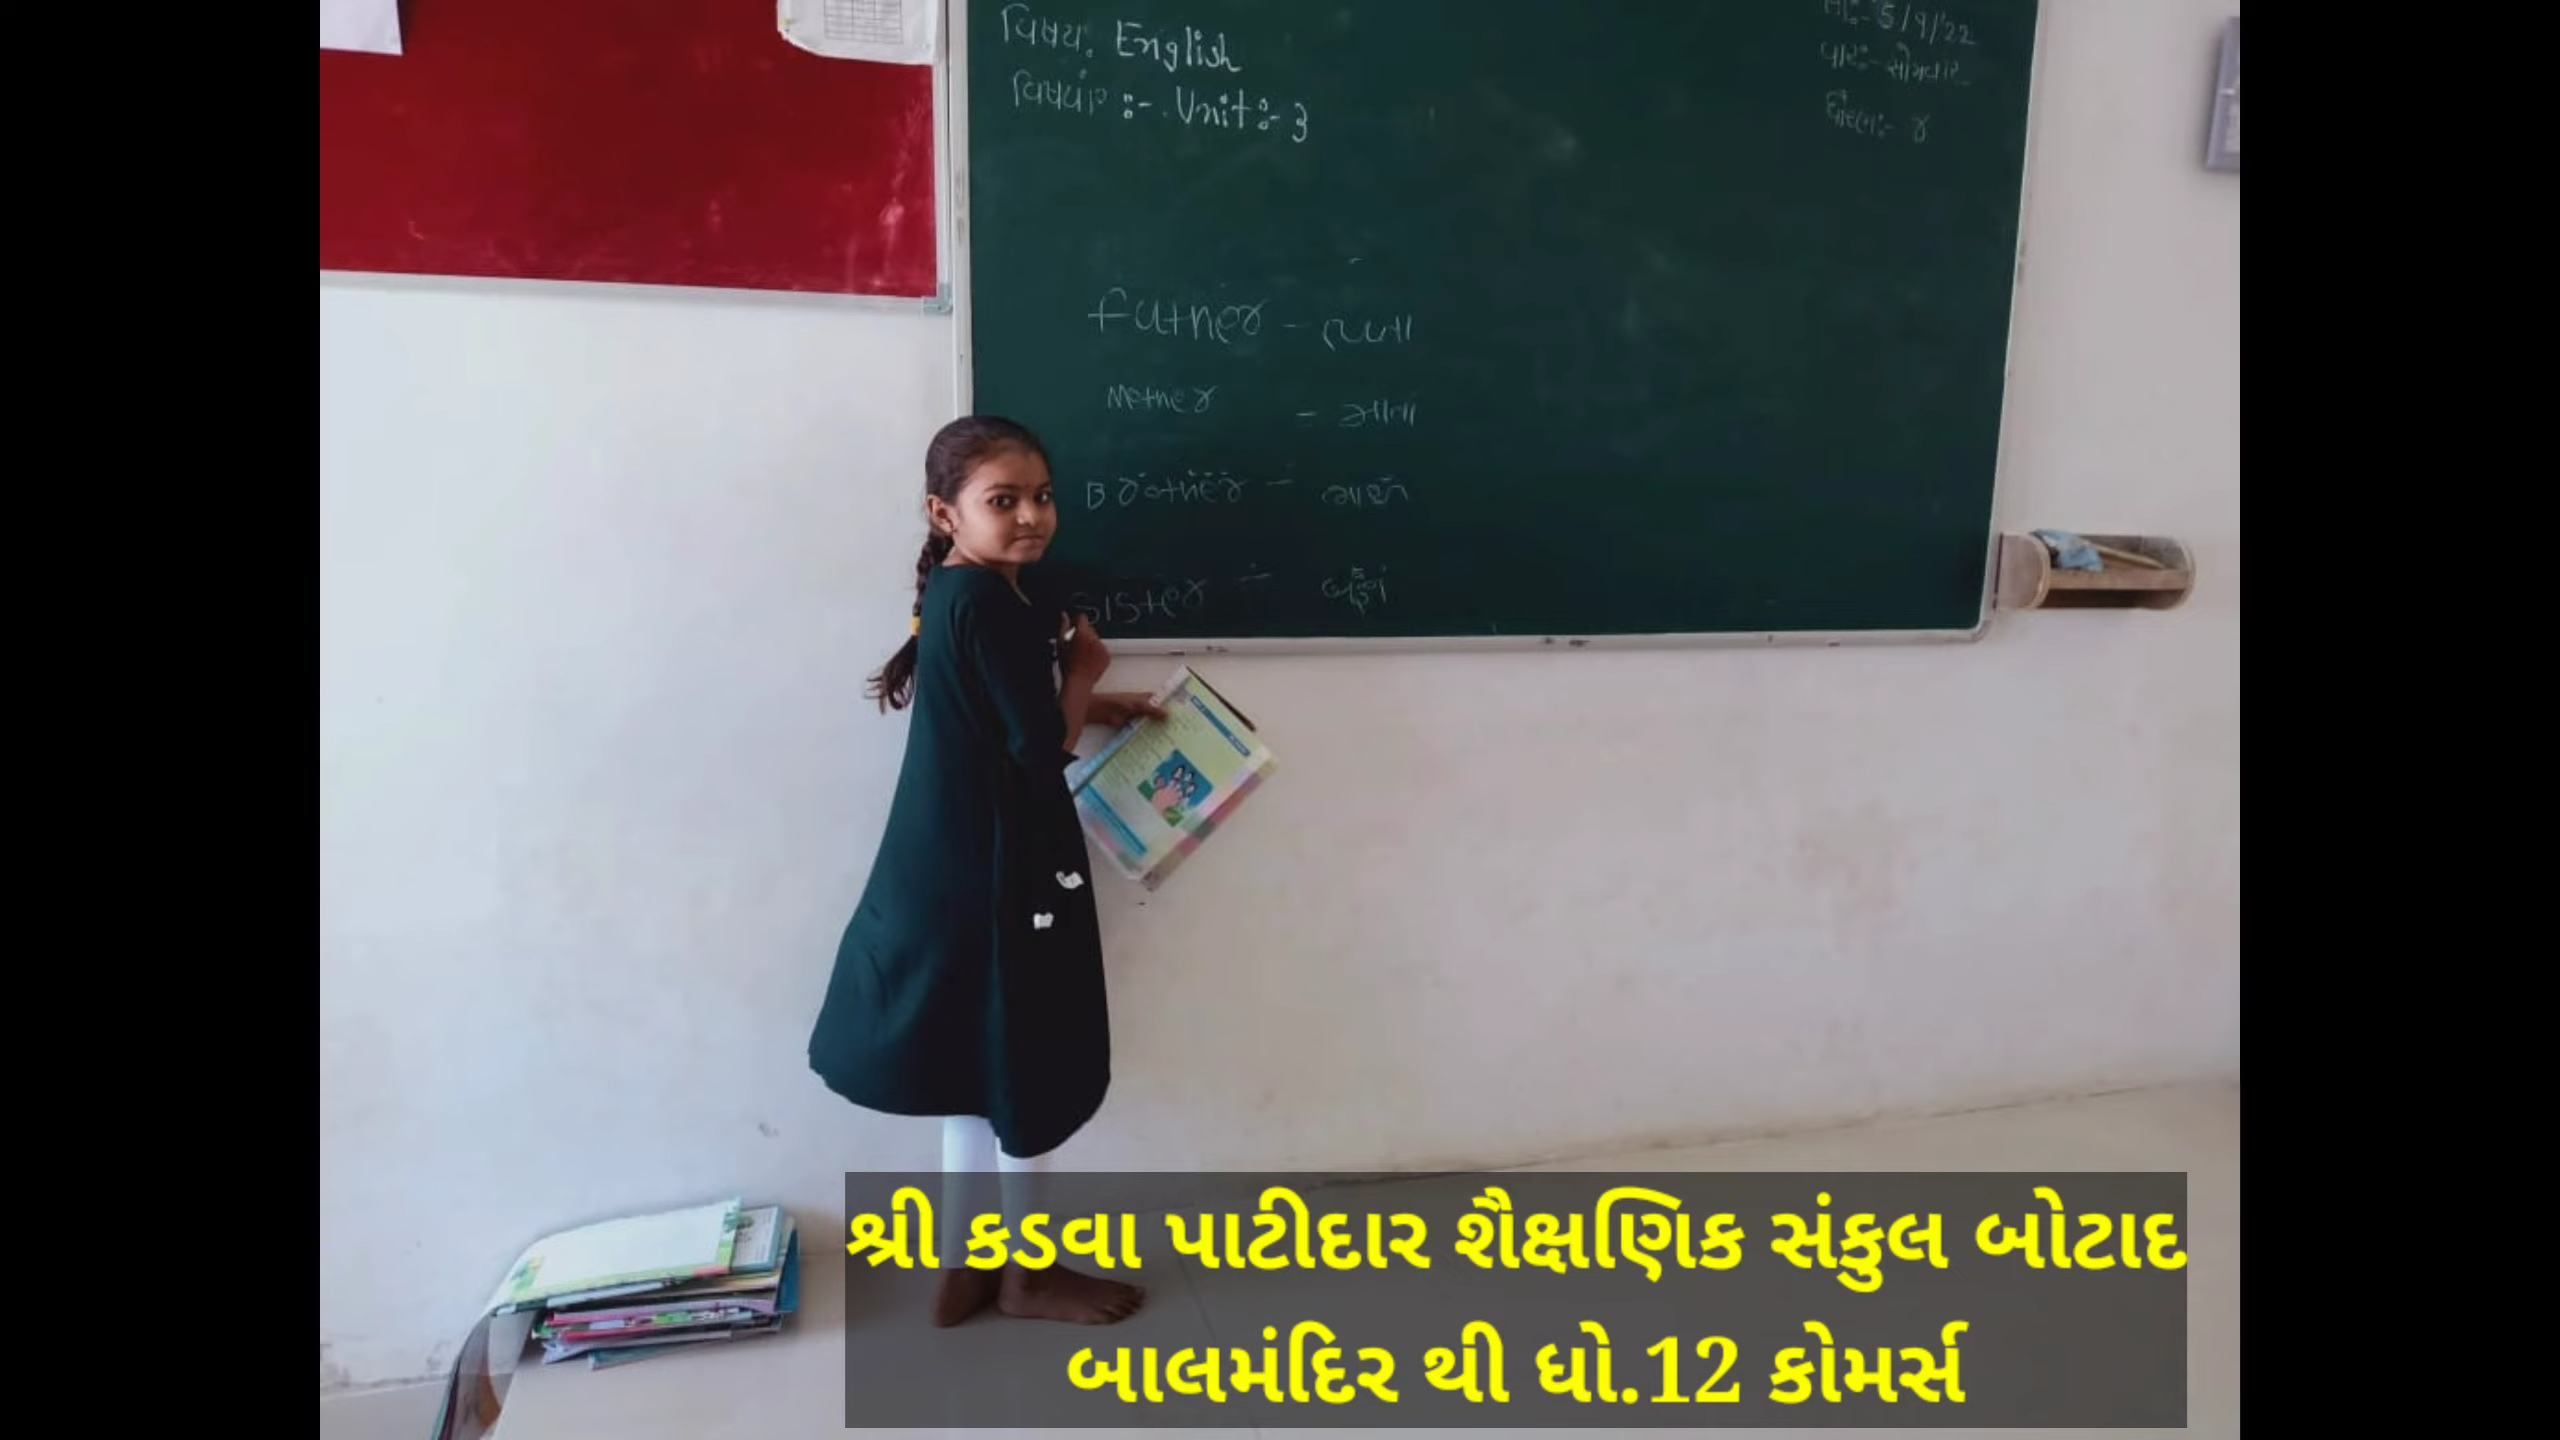 વિષય: English
વિષયાંગ :- Unit :- 3
તા:- 5/9/22
વાર:- સોમવાર
ધોરણ:- ૪
Father - પિતા
Mother - માતા
Brother - ભાઈ
Sister - બહેન
શ્રી કડવા પાટીદાર શૈક્ષણિક સંકુલ બોટાદ
બાલમંદિર થી ધો.12 કોમર્સ